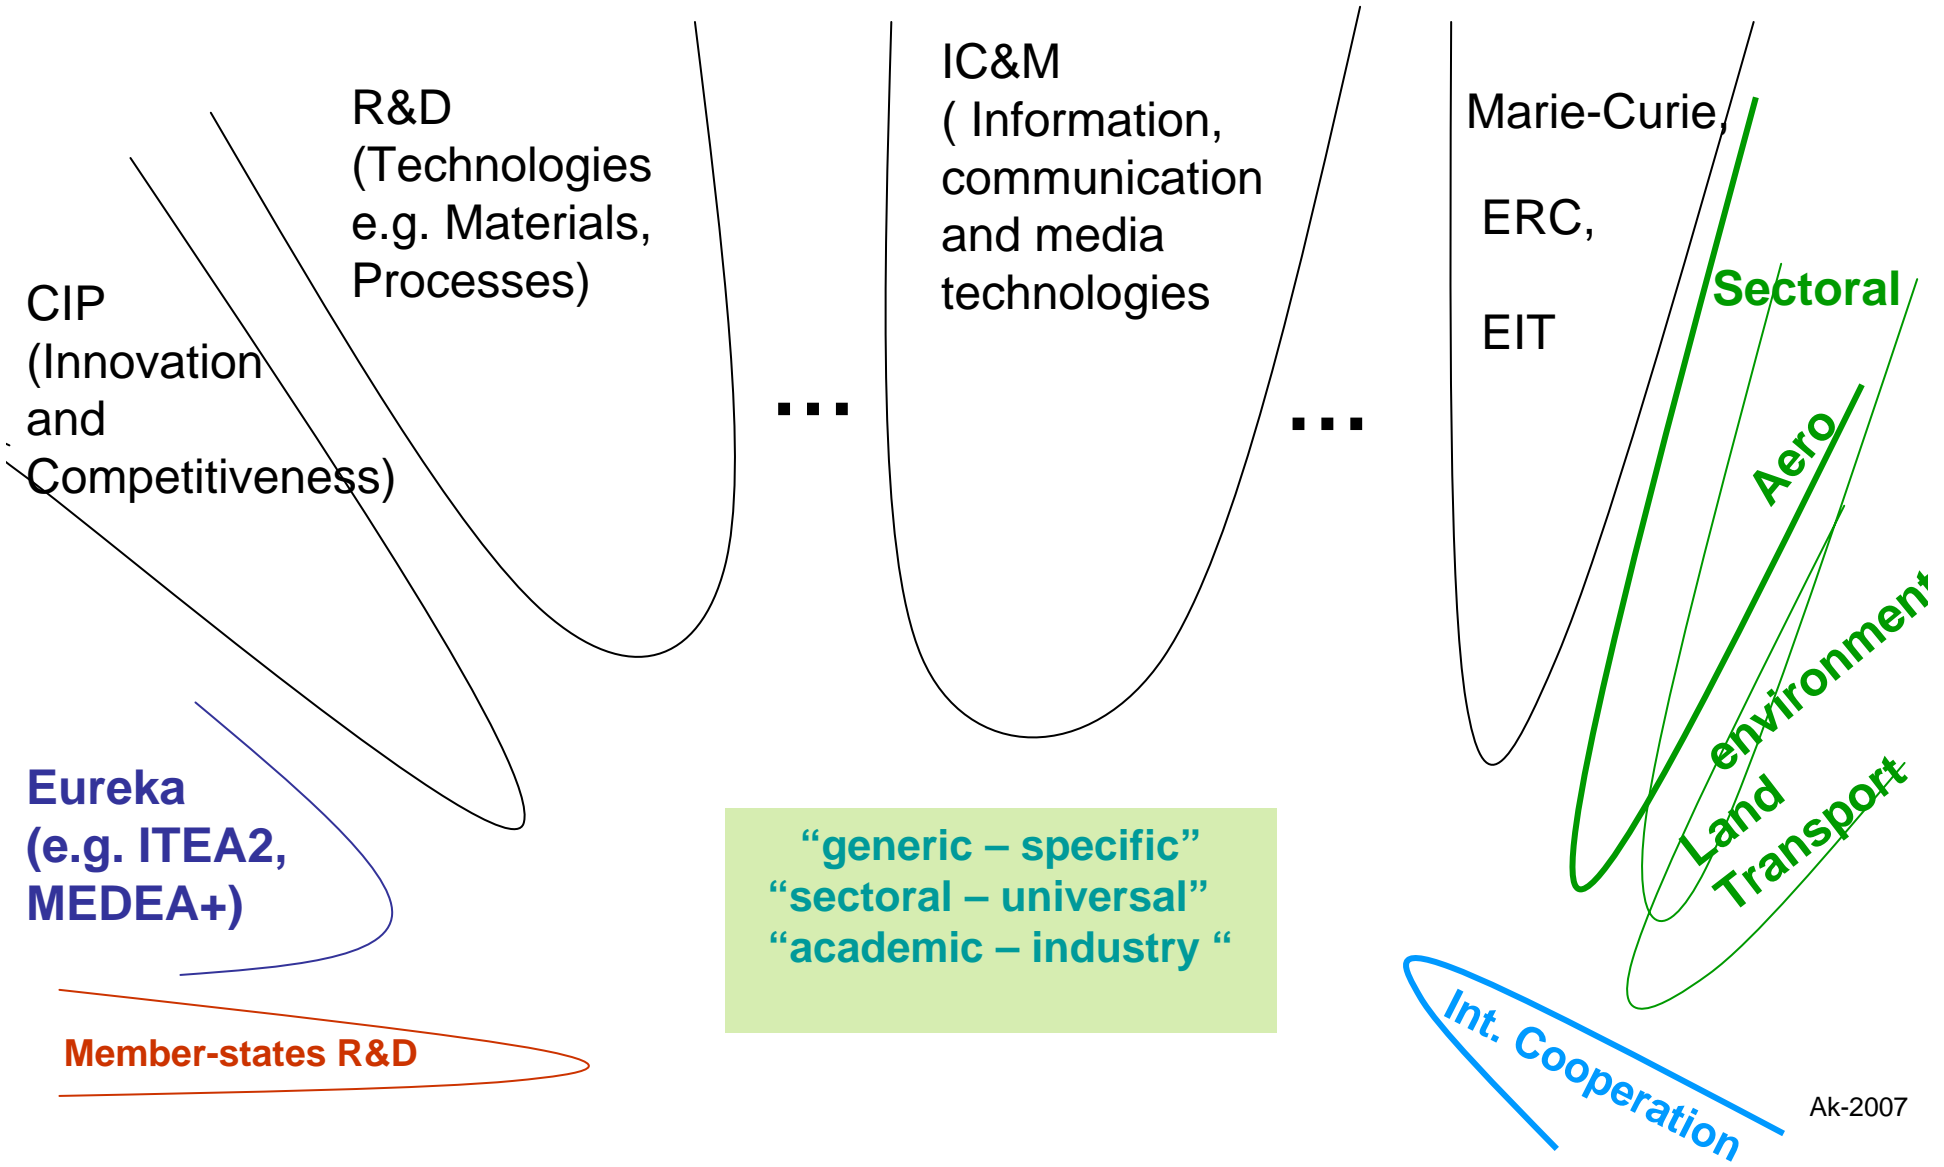 CIP
(Innovation
and
Competitiveness)
R&D
(Technologies
e.g. Materials,
Processes)
...
IC&M
( Information,
communication
and media
technologies
...
Marie-Curie,
ERC,
EIT
Sectoral
Aero
environment
Land
Transport
Eureka
(e.g. ITEA2,
MEDEA+)
Member-states R&D
“generic – specific”
“sectoral – universal”
“academic – industry “
Int. Cooperation
Ak-2007